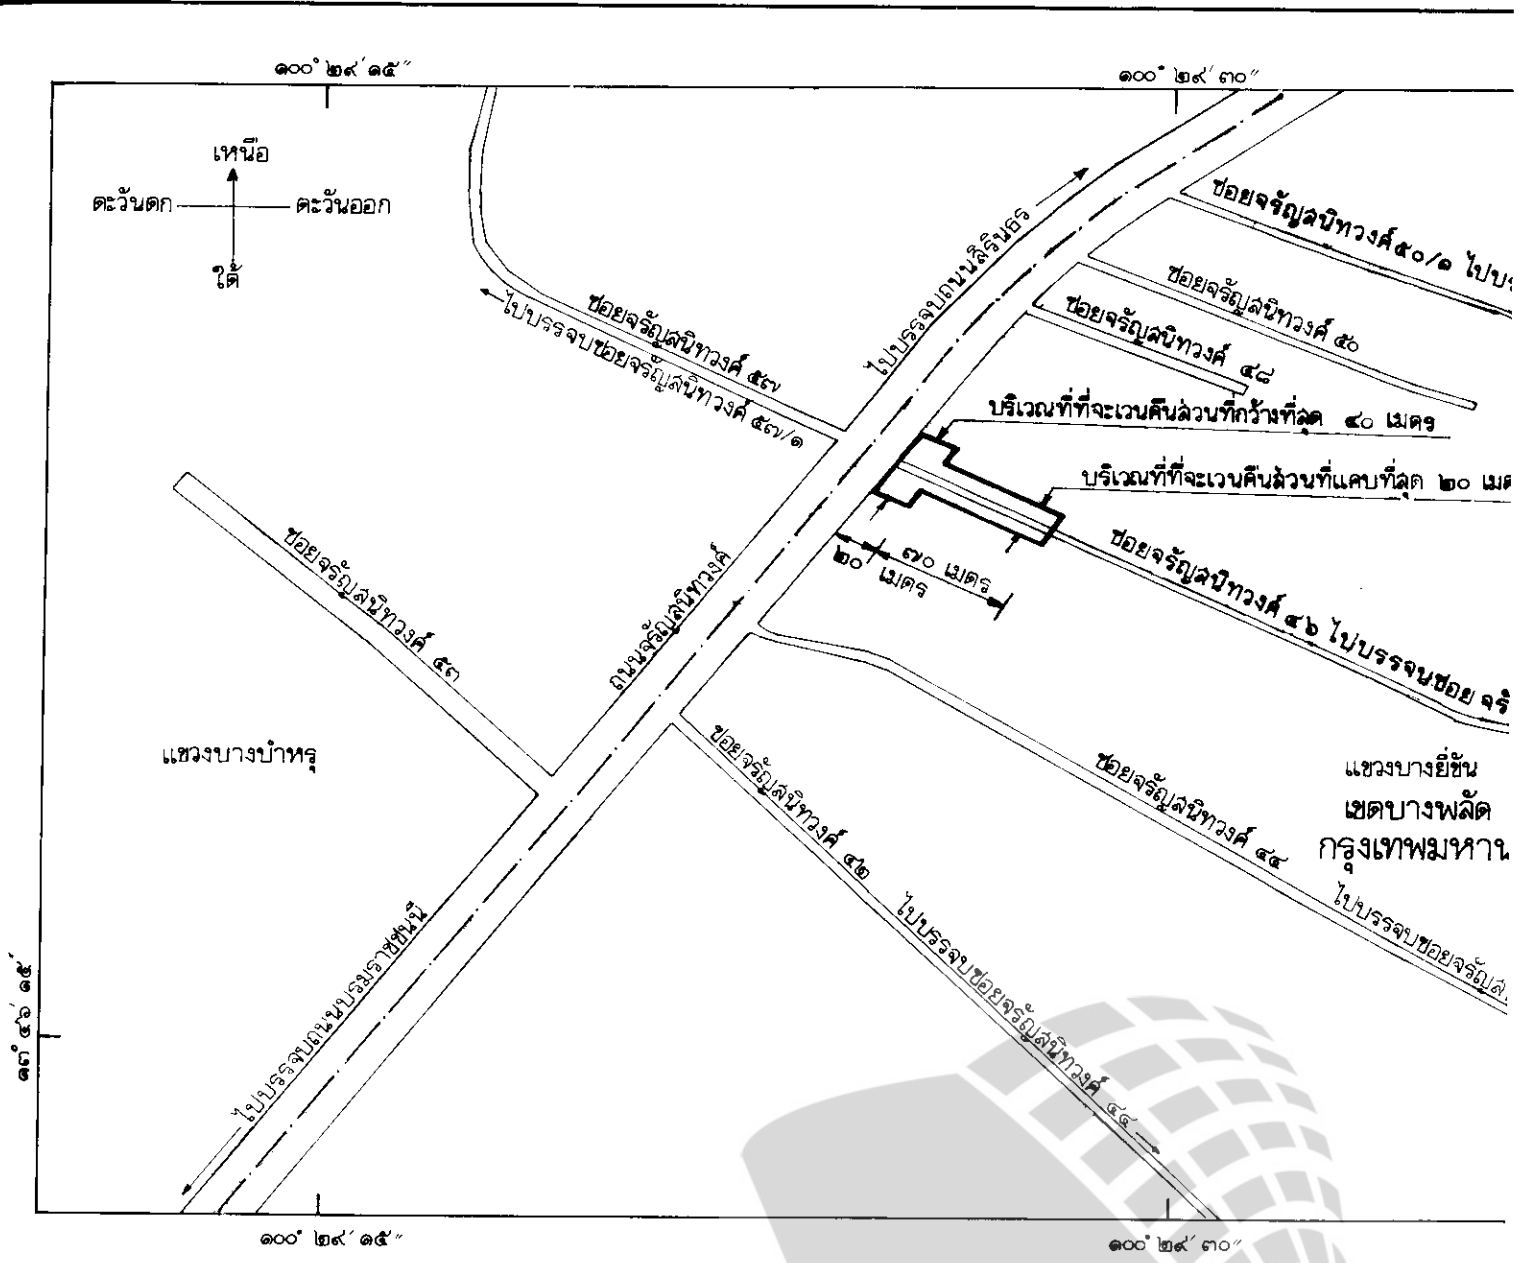 ๑๐๐° ๒๙′ ๑๕″
๑๐๐° ๒๙′ ๓๐″
เหนือ
ตะวันตก
ตะวันออก
ใต้
ไปบรรจบถนนสิรินธร
ซอยจรัญสนิทวงศ์ ๕๐/๑ ไปบร
ซอยจรัญสนิทวงศ์ ๕๐
ซอยจรัญสนิทวงศ์ ๔๘
ซอยจรัญสนิทวงศ์ ๕๗
ไปบรรจบซอยจรัญสนิทวงศ์ ๕๗/๑
บริเวณที่ที่จะเวนคืนส่วนที่กว้างที่สุด ๔๐ เมตร
บริเวณที่ที่จะเวนคืนส่วนที่แคบที่สุด ๒๐ เมต
๒๐ เมตร
๗๐ เมตร
ซอยจรัญสนิทวงศ์ ๔๖ ไปบรรจบซอย จรั
ซอยจรัญสนิทวงศ์ ๕๓
ถนนจรัญสนิทวงศ์
แขวงบางบำหรุ
ซอยจรัญสนิทวงศ์ ๔๒
ไปบรรจบซอยจรัญสนิทวงศ์ ๔๔
ซอยจรัญสนิทวงศ์ ๔๔
ไปบรรจบซอยจรัญส
แขวงบางยี่ขัน
เขตบางพลัด
กรุงเทพมหาน
ไปบรรจบถนนบรมราชชนนี
๑๓° ๔๖′ ๑๕″
๑๐๐° ๒๙′ ๑๕″
๑๐๐° ๒๙′ ๓๐″